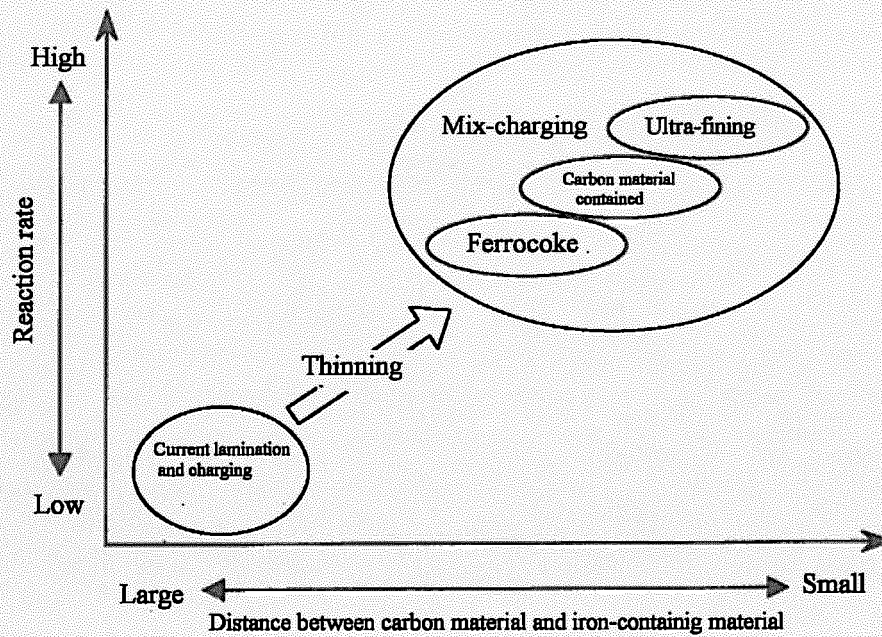 High
Mix-charging
Ultra-fining
Carbon material
contained
Ferrocoke
Reaction rate
Thinning
Current lamination
and charging
Low
Large
Small
Distance between carbon material and iron-containig material